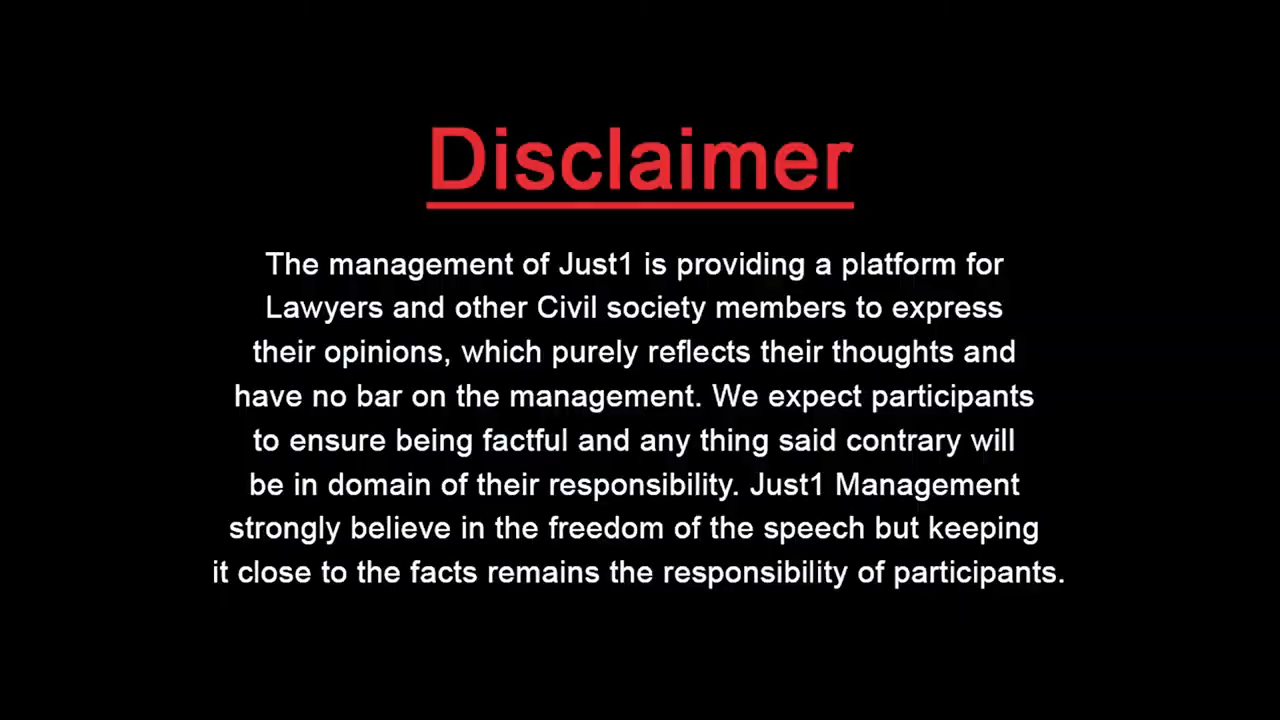 Disclaimer
The management of Just1 is providing a platform for
Lawyers and other Civil society members to express
their opinions, which purely reflects their thoughts and
have no bar on the management. We expect participants
to ensure being factful and any thing said contrary will
be in domain of their responsibility. Just1 Management
strongly believe in the freedom of the speech but keeping
it close to the facts remains the responsibility of participants.